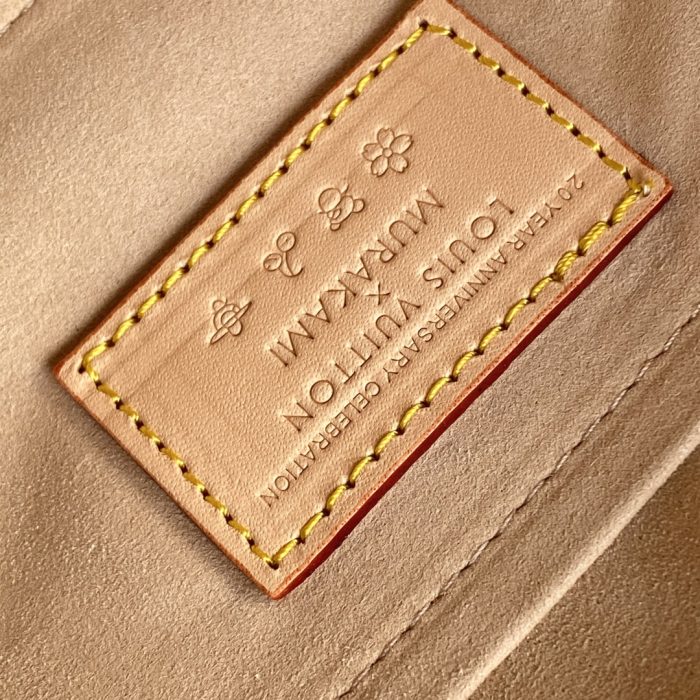 20 YEAR ANNIVERSARY CELEBRATION
LOUIS VUITTON
×
MURAKAMI